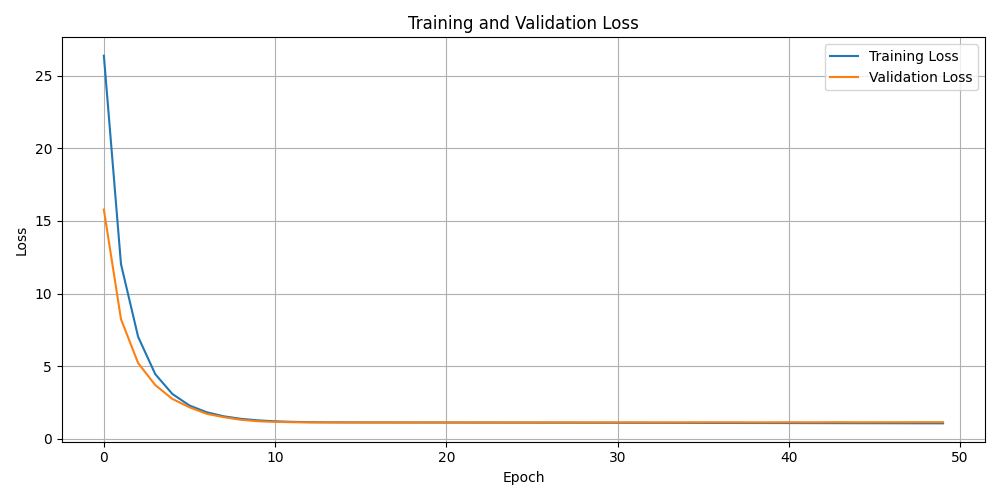 Training and Validation Loss
Training Loss
Validation Loss
25
20
15
10
5
0
Loss
0 10 20 30 40 50
Epoch